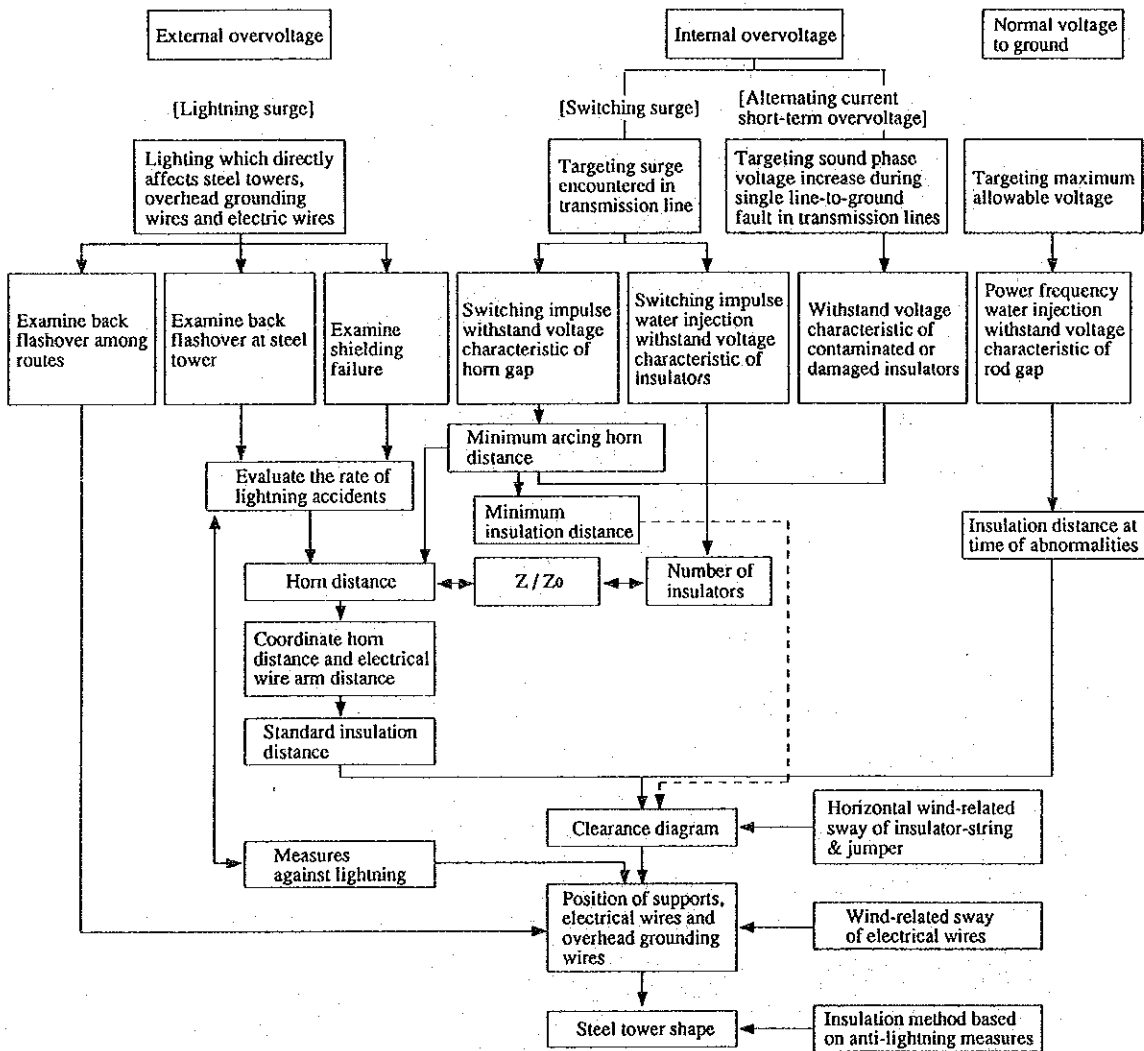 External overvoltage
Internal overvoltage
Normal voltage
to ground
[Lightning surge]
[Switching surge]
[Alternating current
short-term overvoltage]
Lighting which directly
affects steel towers,
overhead grounding
wires and electric wires
Targeting surge
encountered in
transmission line
Targeting sound phase
voltage increase during
single line-to-ground
fault in transmission lines
Targeting maximum
allowable voltage
Examine back
flashover among
routes
Examine back
flashover at steel
tower
Examine
shielding
failure
Switching impulse
withstand voltage
characteristic of
horn gap
Switching impulse
water injection
withstand voltage
characteristic of
insulators
Withstand voltage
characteristic of
contaminated or
damaged insulators
Power frequency
water injection
withstand voltage
characteristic of
rod gap
Minimum arcing horn
distance
Evaluate the rate of
lightning accidents
Minimum
insulation distance
Insulation distance at
time of abnormalities
Horn distance
Z / Z0
Number of
insulators
Coordinate horn
distance and electrical
wire arm distance
Standard insulation
distance
Clearance diagram
Horizontal wind-related
sway of insulator-string
& jumper
Measures
against lightning
Position of supports,
electrical wires and
overhead grounding
wires
Wind-related sway
of electrical wires
Steel tower shape
Insulation method based
on anti-lightning measures